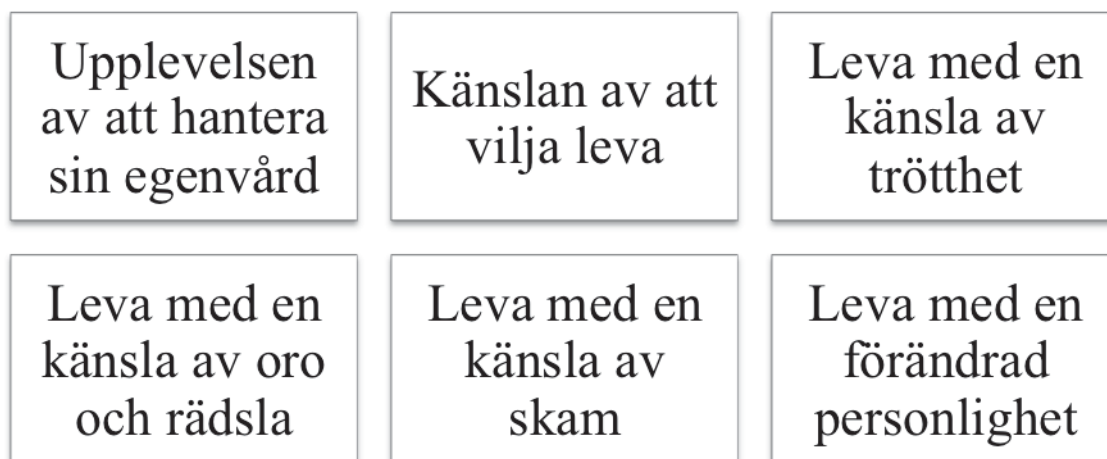 Upplevelsen
av att hantera
sin egenvård
Känslan av att
vilja leva
Leva med en
känsla av
trötthet
Leva med en
känsla av oro
och rädsla
Leva med en
känsla av
skam
Leva med en
förändrad
personlighet